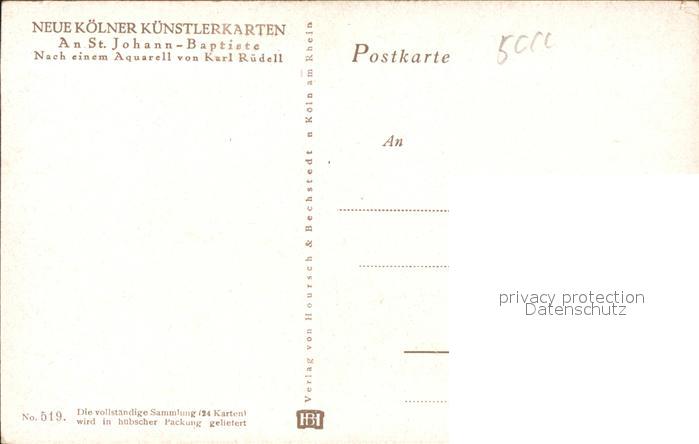 NEUE KÖLNER KÜNSTLERKARTEN
An St. Johann-Baptiste
Nach einem Aquarell von Karl Rüdell
Verlag von Hoursch & Bechstedt n Köln am Rhein
Postkarte
An
privacy protection
Datenschutz
No. 519.
Die vollständige Sammlung (24 Karten)
wird in hübscher Packung geliefert
HB